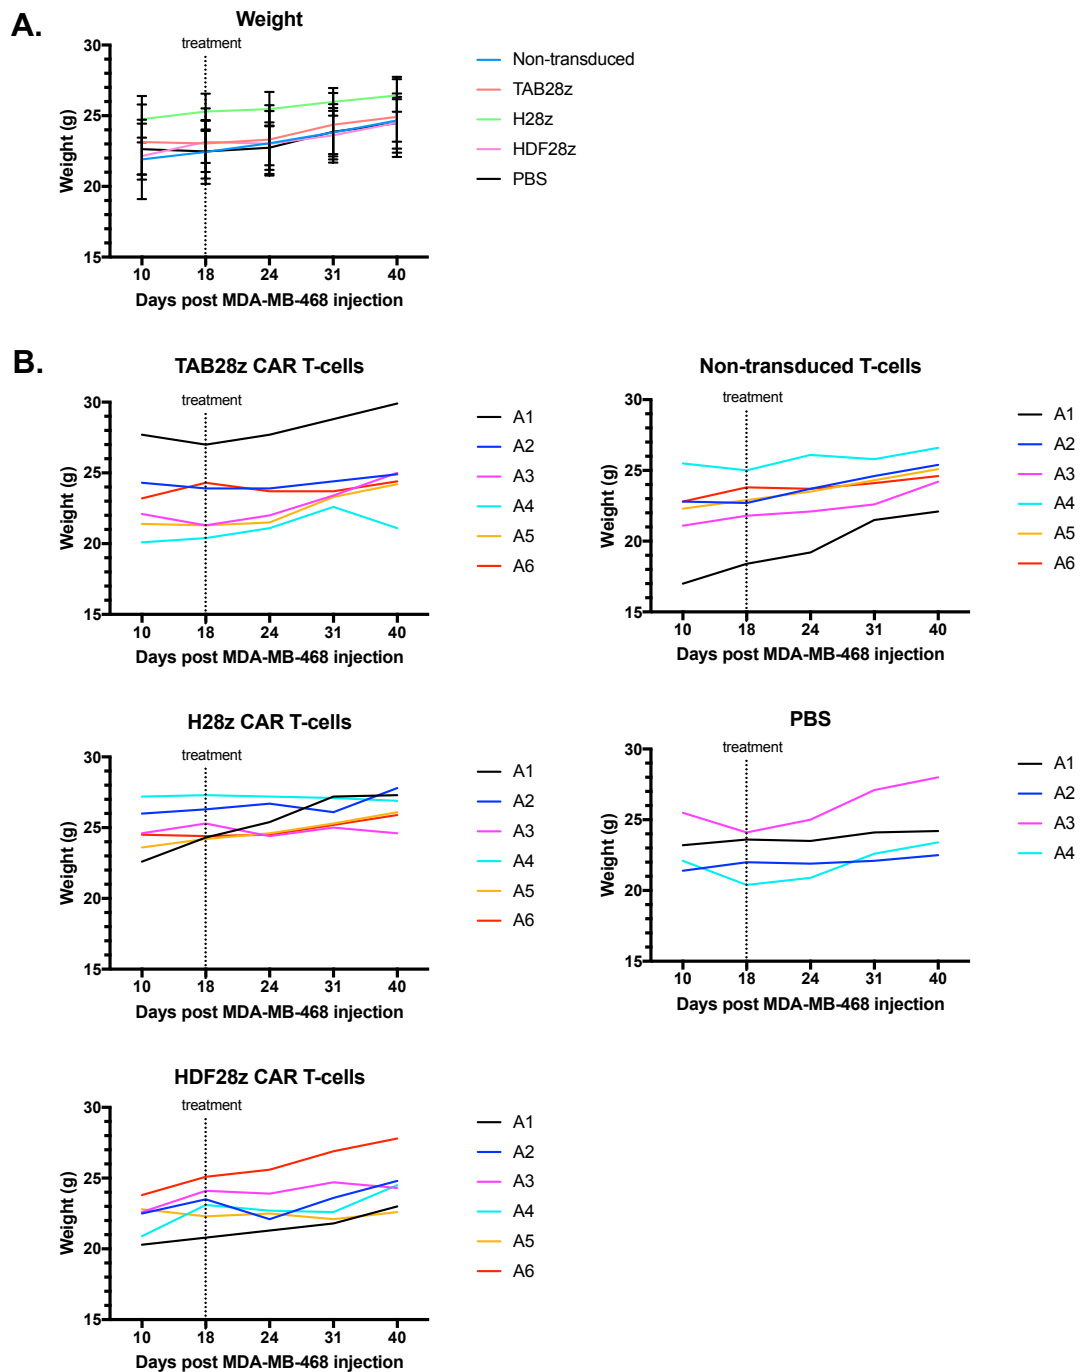 A.
Weight
treatment
30
25
20
15
Weight (g)
10 18 24 31 40
Days post MDA-MB-468 injection
Non-transduced
TAB28z
H28z
HDF28z
PBS
B.
TAB28z CAR T-cells
treatment
30
25
20
15
Weight (g)
10 18 24 31 40
Days post MDA-MB-468 injection
A1
A2
A3
A4
A5
A6
Non-transduced T-cells
treatment
30
25
20
15
Weight (g)
10 18 24 31 40
Days post MDA-MB-468 injection
A1
A2
A3
A4
A5
A6
H28z CAR T-cells
treatment
30
25
20
15
Weight (g)
10 18 24 31 40
Days post MDA-MB-468 injection
A1
A2
A3
A4
A5
A6
PBS
treatment
30
25
20
15
Weight (g)
10 18 24 31 40
Days post MDA-MB-468 injection
A1
A2
A3
A4
HDF28z CAR T-cells
treatment
30
25
20
15
Weight (g)
10 18 24 31 40
Days post MDA-MB-468 injection
A1
A2
A3
A4
A5
A6